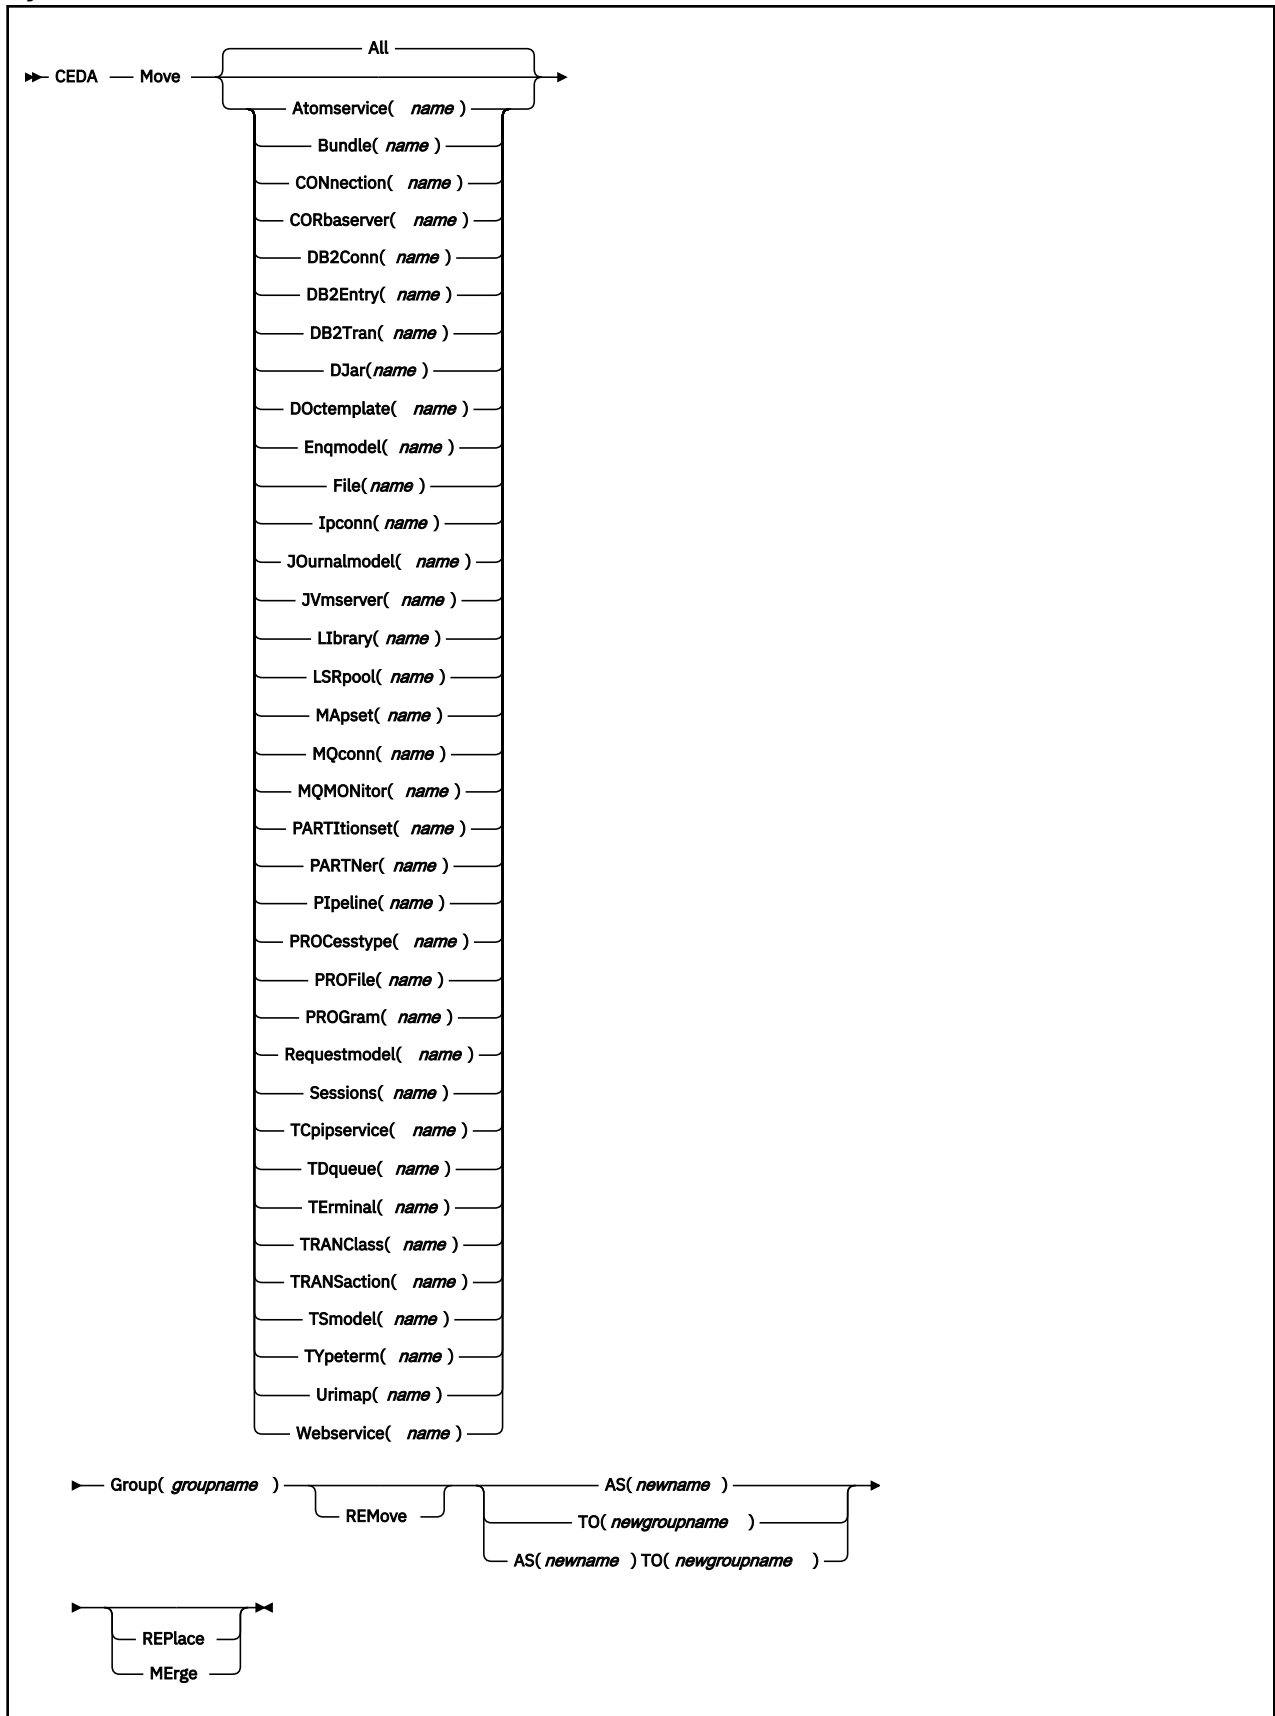 All
CEDA Move
Atomservice( name )
Bundle( name )
CONnection( name )
CORbaserver( name )
DB2Conn( name )
DB2Entry( name )
DB2Tran( name )
DJar(name )
DOctemplate( name )
Enqmodel( name )
File(name )
Ipconn( name )
JOurnalmodel( name )
JVmserver( name )
LIbrary( name )
LSRpool( name )
MApset( name )
MQconn( name )
MQMONitor( name )
PARTItionset( name )
PARTNer( name )
PIpeline( name )
PROCesstype( name )
PROFile( name )
PROGram( name )
Requestmodel( name )
Sessions( name )
TCpipservice( name )
TDqueue( name )
TErminal( name )
TRANClass( name )
TRANSaction( name )
TSmodel( name )
TYpeterm( name )
Urimap( name )
Webservice( name )
Group( groupname ) AS( newname )
REMove
TO( newgroupname )
AS( newname ) TO( newgroupname )
REPlace
MErge